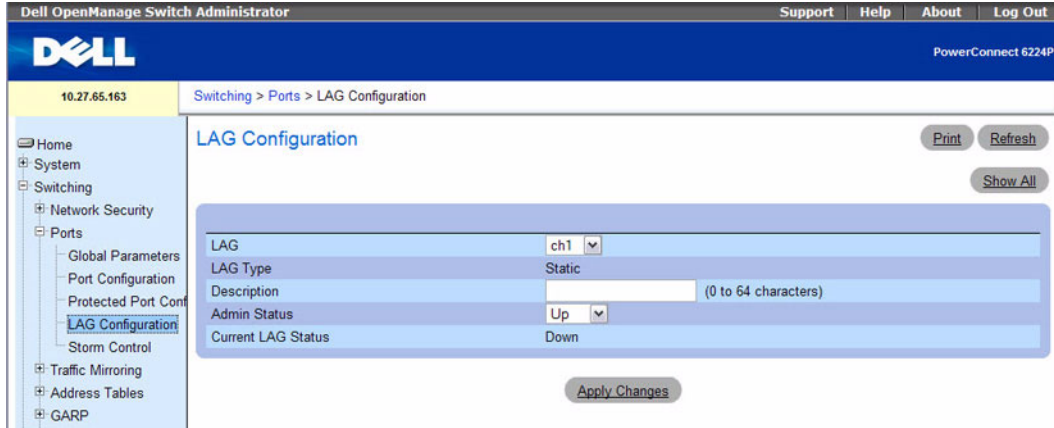 Dell OpenManage Switch Administrator
Support Help About Log Out
DELL
PowerConnect 6224P
10.27.65.163
Switching > Ports > LAG Configuration
Home
System
Switching
Network Security
Ports
Global Parameters
Port Configuration
Protected Port Conf
LAG Configuration
Storm Control
Traffic Mirroring
Address Tables
GARP
LAG Configuration
Print Refresh
Show All
LAG ch1
LAG Type Static
Description (0 to 64 characters)
Admin Status Up
Current LAG Status Down
Apply Changes